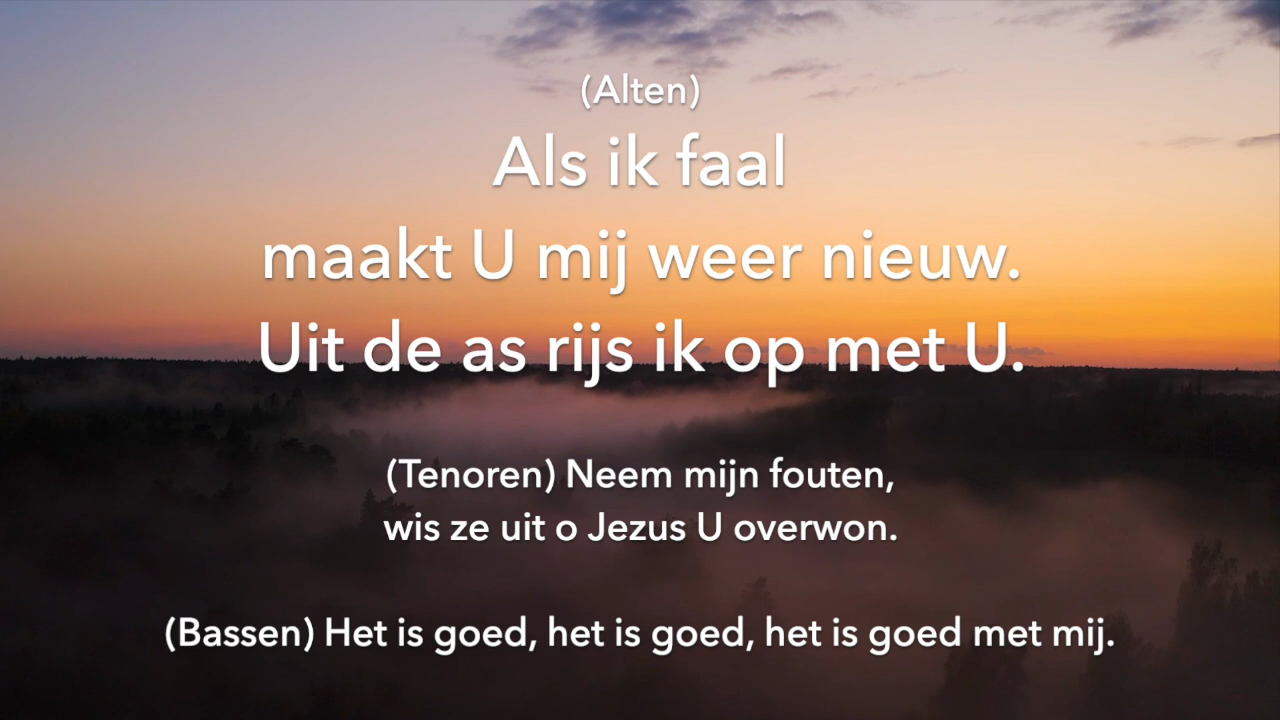 (Alten)
Als ik faal
maakt U mij weer nieuw.
Uit de as rijs ik op met U.
(Tenoren) Neem mijn fouten,
wis ze uit o Jezus U overwon.
(Bassen) Het is goed, het is goed, het is goed met mij.